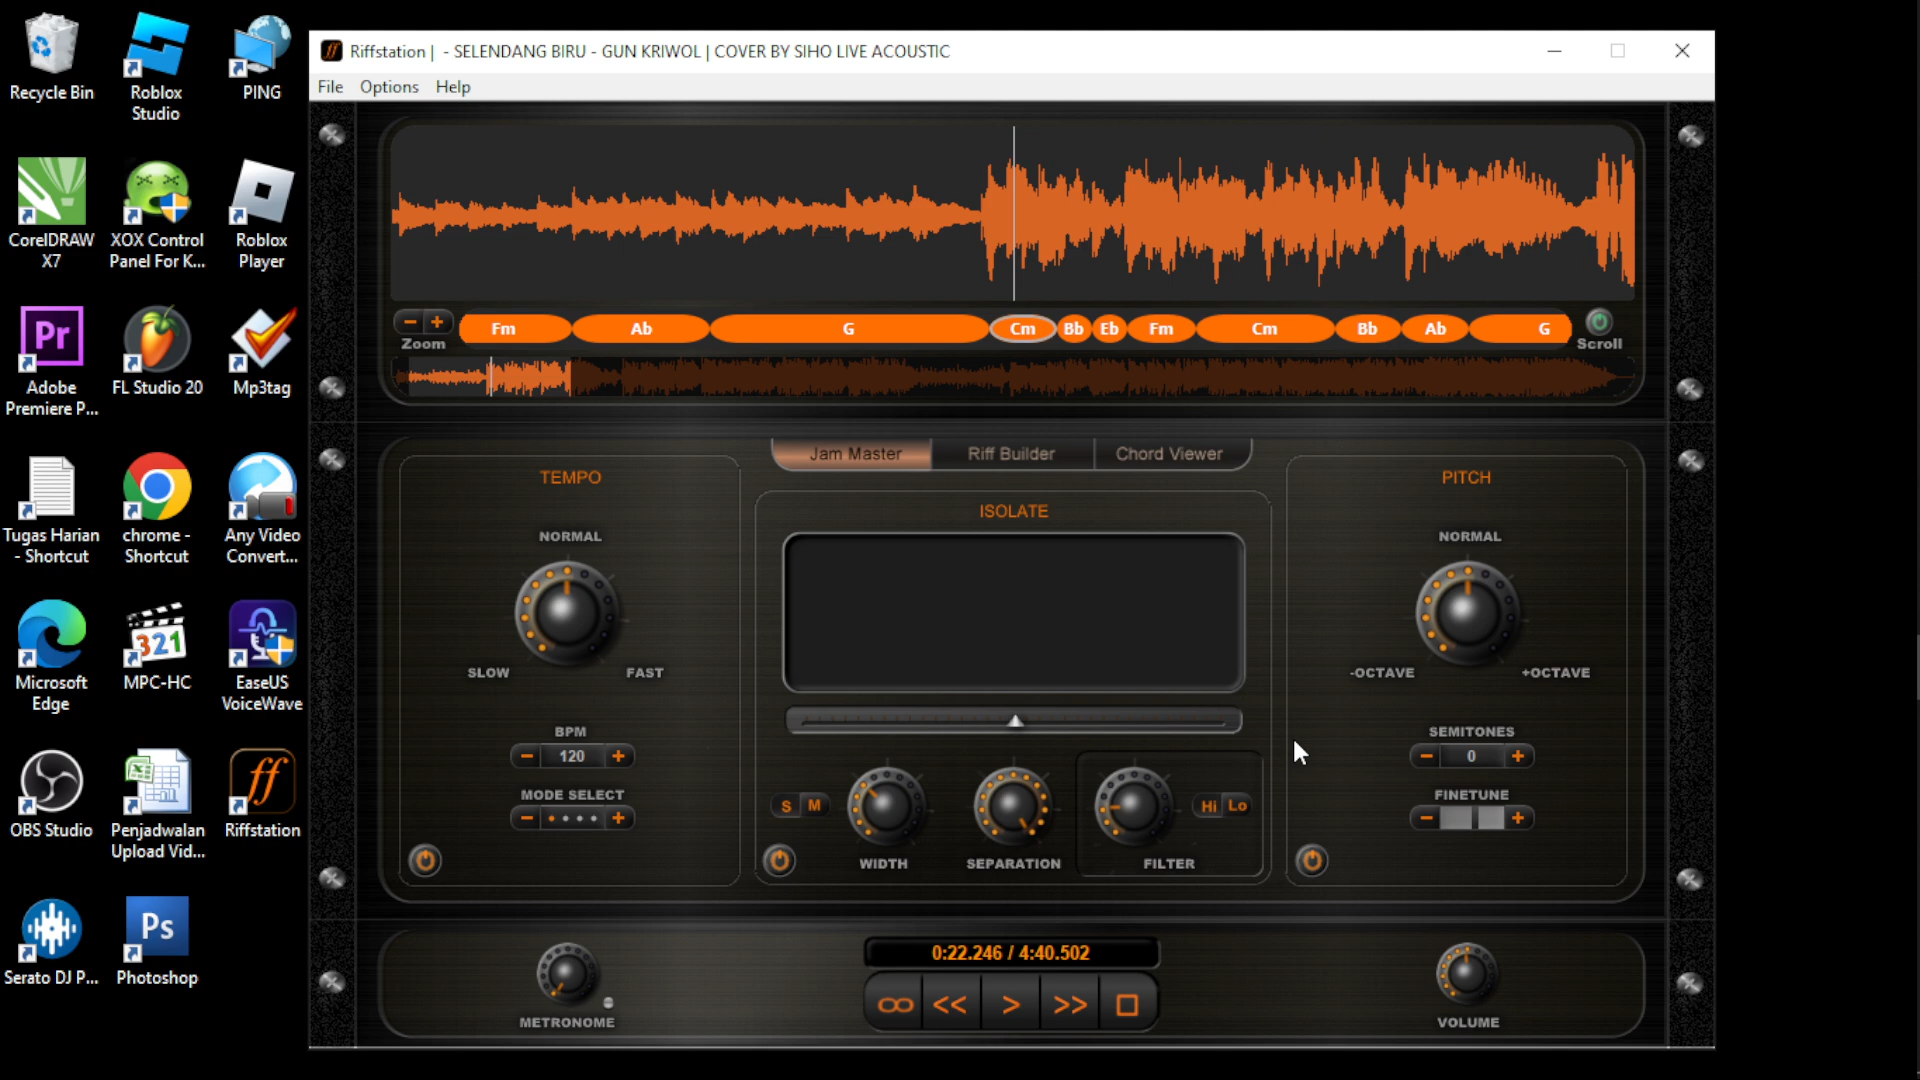 Recycle Bin
Roblox
Studio
PING
CorelDRAW
X7
XOX Control
Panel For K...
Roblox
Player
Pr
Adobe
Premiere P...
FL Studio 20
Mp3tag
Tugas Harian
- Shortcut
chrome -
Shortcut
Any Video
Convert...
Microsoft
Edge
321
MPC-HC
EaseUS
VoiceWave
OBS Studio
Penjadwalan
Upload Vid...
ff
Riffstation
Serato DJ P...
Ps
Photoshop
ff Riffstation | - SELENDANG BIRU - GUN KRIWOL | COVER BY SIHO LIVE ACOUSTIC
File Options Help
- +
Zoom
Fm Ab G Cm Bb Eb Fm Cm Bb Ab G
Scroll
Jam Master Riff Builder Chord Viewer
TEMPO
NORMAL
SLOW FAST
BPM
- 120 +
MODE SELECT
- +
ISOLATE
S M
WIDTH
SEPARATION
Hi Lo
FILTER
PITCH
NORMAL
-OCTAVE +OCTAVE
SEMITONES
- 0 +
FINETUNE
- +
METRONOME
0:22.246 / 4:40.502
<< > >>
VOLUME